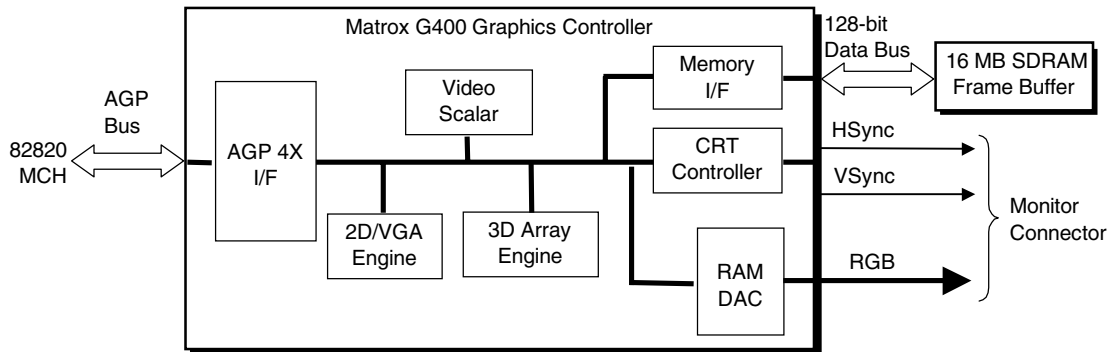 Matrox G400 Graphics Controller
128-bit
Data Bus
16 MB SDRAM
Frame Buffer
Memory
I/F
Video
Scalar
AGP
Bus
82820
MCH
AGP 4X
I/F
CRT
Controller
HSync
VSync
2D/VGA
Engine
3D Array
Engine
Monitor
Connector
RAM
DAC
RGB